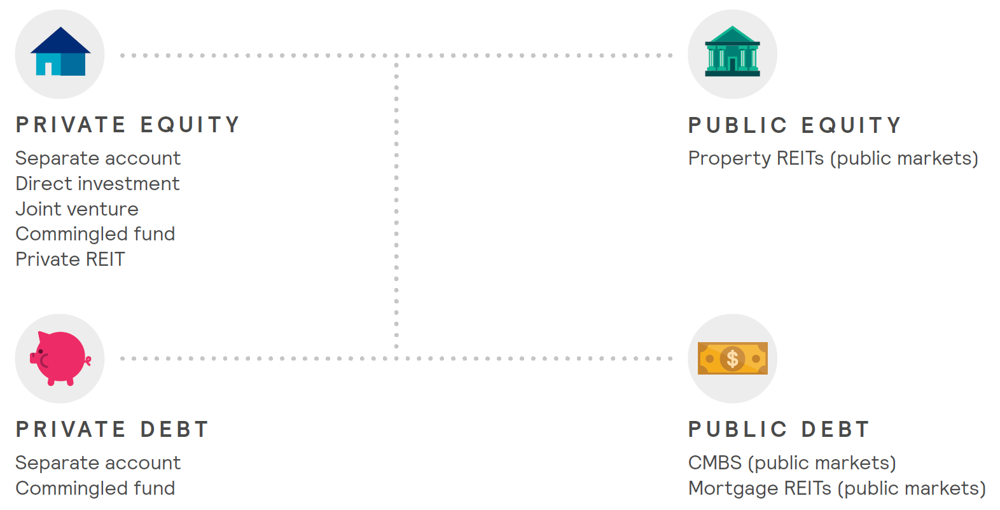 PRIVATE EQUITY
Separate account
Direct investment
Joint venture
Commingled fund
Private REIT
PUBLIC EQUITY
Property REITs (public markets)
PRIVATE DEBT
Separate account
Commingled fund
$
PUBLIC DEBT
CMBS (public markets)
Mortgage REITs (public markets)